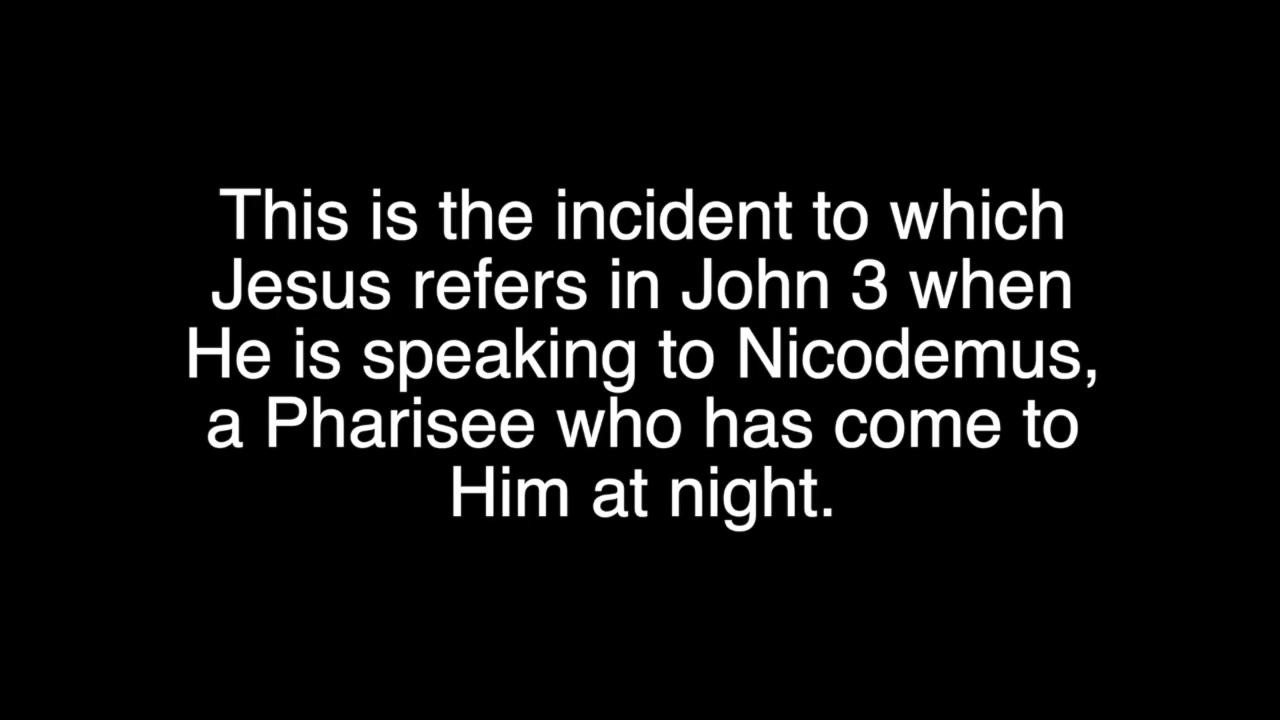 This is the incident to which
Jesus refers in John 3 when
He is speaking to Nicodemus,
a Pharisee who has come to
Him at night.